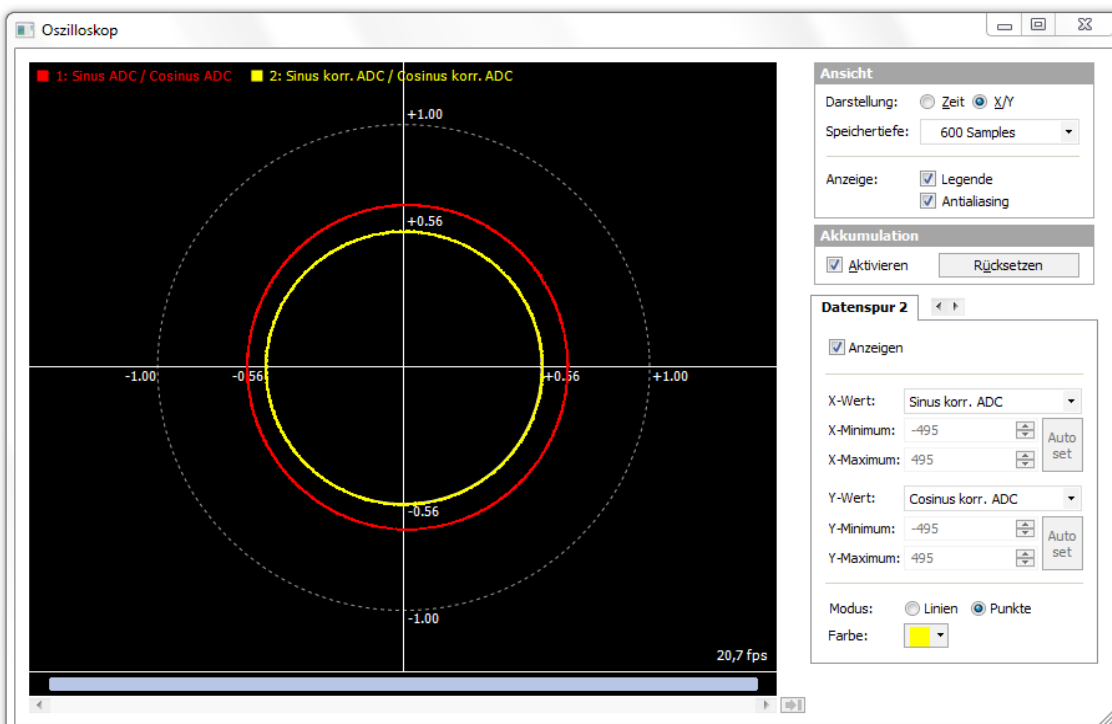 Oszilloskop
1: Sinus ADC / Cosinus ADC 2: Sinus korr. ADC / Cosinus korr. ADC
+1.00
+0.56
-1.00 -0.56 +0.56 +1.00
-0.56
-1.00
20,7 fps
Ansicht
Darstellung: Zeit X/Y
Speichertiefe: 600 Samples
Anzeige: Legende
Antialiasing
Akkumulation
Aktivieren Rücksetzen
Datenspur 2
Anzeigen
X-Wert: Sinus korr. ADC
X-Minimum: -495
X-Maximum: 495
Auto
set
Y-Wert: Cosinus korr. ADC
Y-Minimum: -495
Y-Maximum: 495
Auto
set
Modus: Linien Punkte
Farbe: